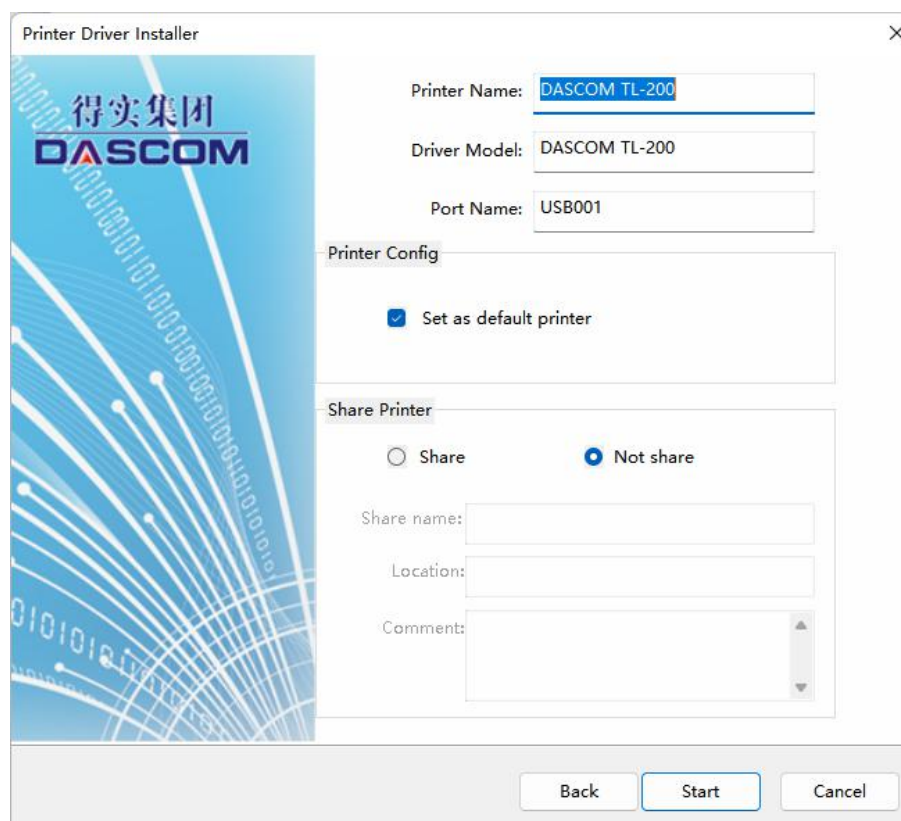 Printer Driver Installer
得实集团
DASCOM
Printer Name: DASCOM TL-200
Driver Model: DASCOM TL-200
Port Name: USB001
Printer Config
Set as default printer
Share Printer
Share Not share
Share name:
Location:
Comment:
Back Start Cancel